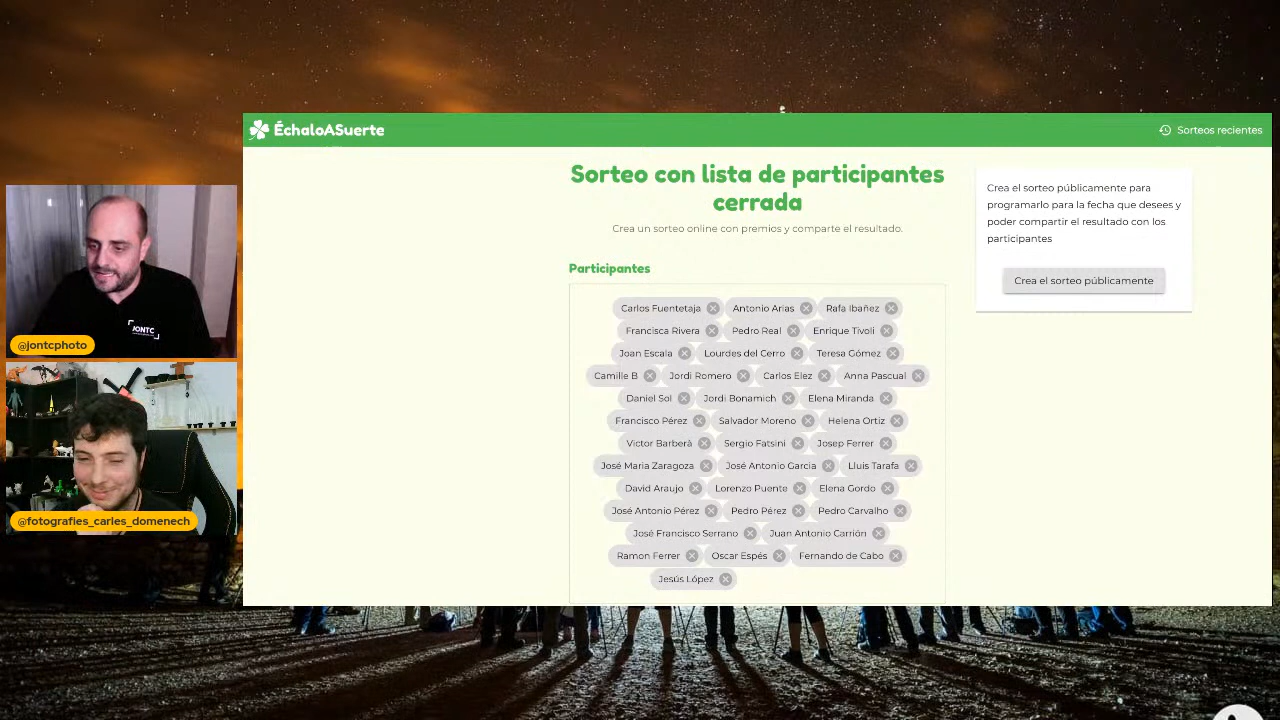 ÉchaloASuerte
Sorteos recientes
Sorteo con lista de participantes
cerrada
Crea un sorteo online con premios y comparte el resultado.
Participantes
Carlos Fuentetaja Antonio Arias Rafa Ibañez
Francisca Rivera Pedro Real Enrique Tivoli
Joan Escala Lourdes del Cerro Teresa Gómez
Camille B Jordi Romero Carlos Elez Anna Pascual
Daniel Sol Jordi Bonamich Elena Miranda
Francisco Pérez Salvador Moreno Helena Ortiz
Victor Barberà Sergio Fatsini Josep Ferrer
José Maria Zaragoza José Antonio Garcia Lluis Tarafa
David Araujo Lorenzo Puente Elena Gordo
José Antonio Pérez Pedro Pérez Pedro Carvalho
José Francisco Serrano Juan Antonio Carrión
Ramon Ferrer Oscar Espés Fernando de Cabo
Jesús López
Crea el sorteo públicamente para
programarlo para la fecha que desees y
poder compartir el resultado con los
participantes
Crea el sorteo públicamente
JONTC
@jontcphoto
@fotografies_carles_domenech